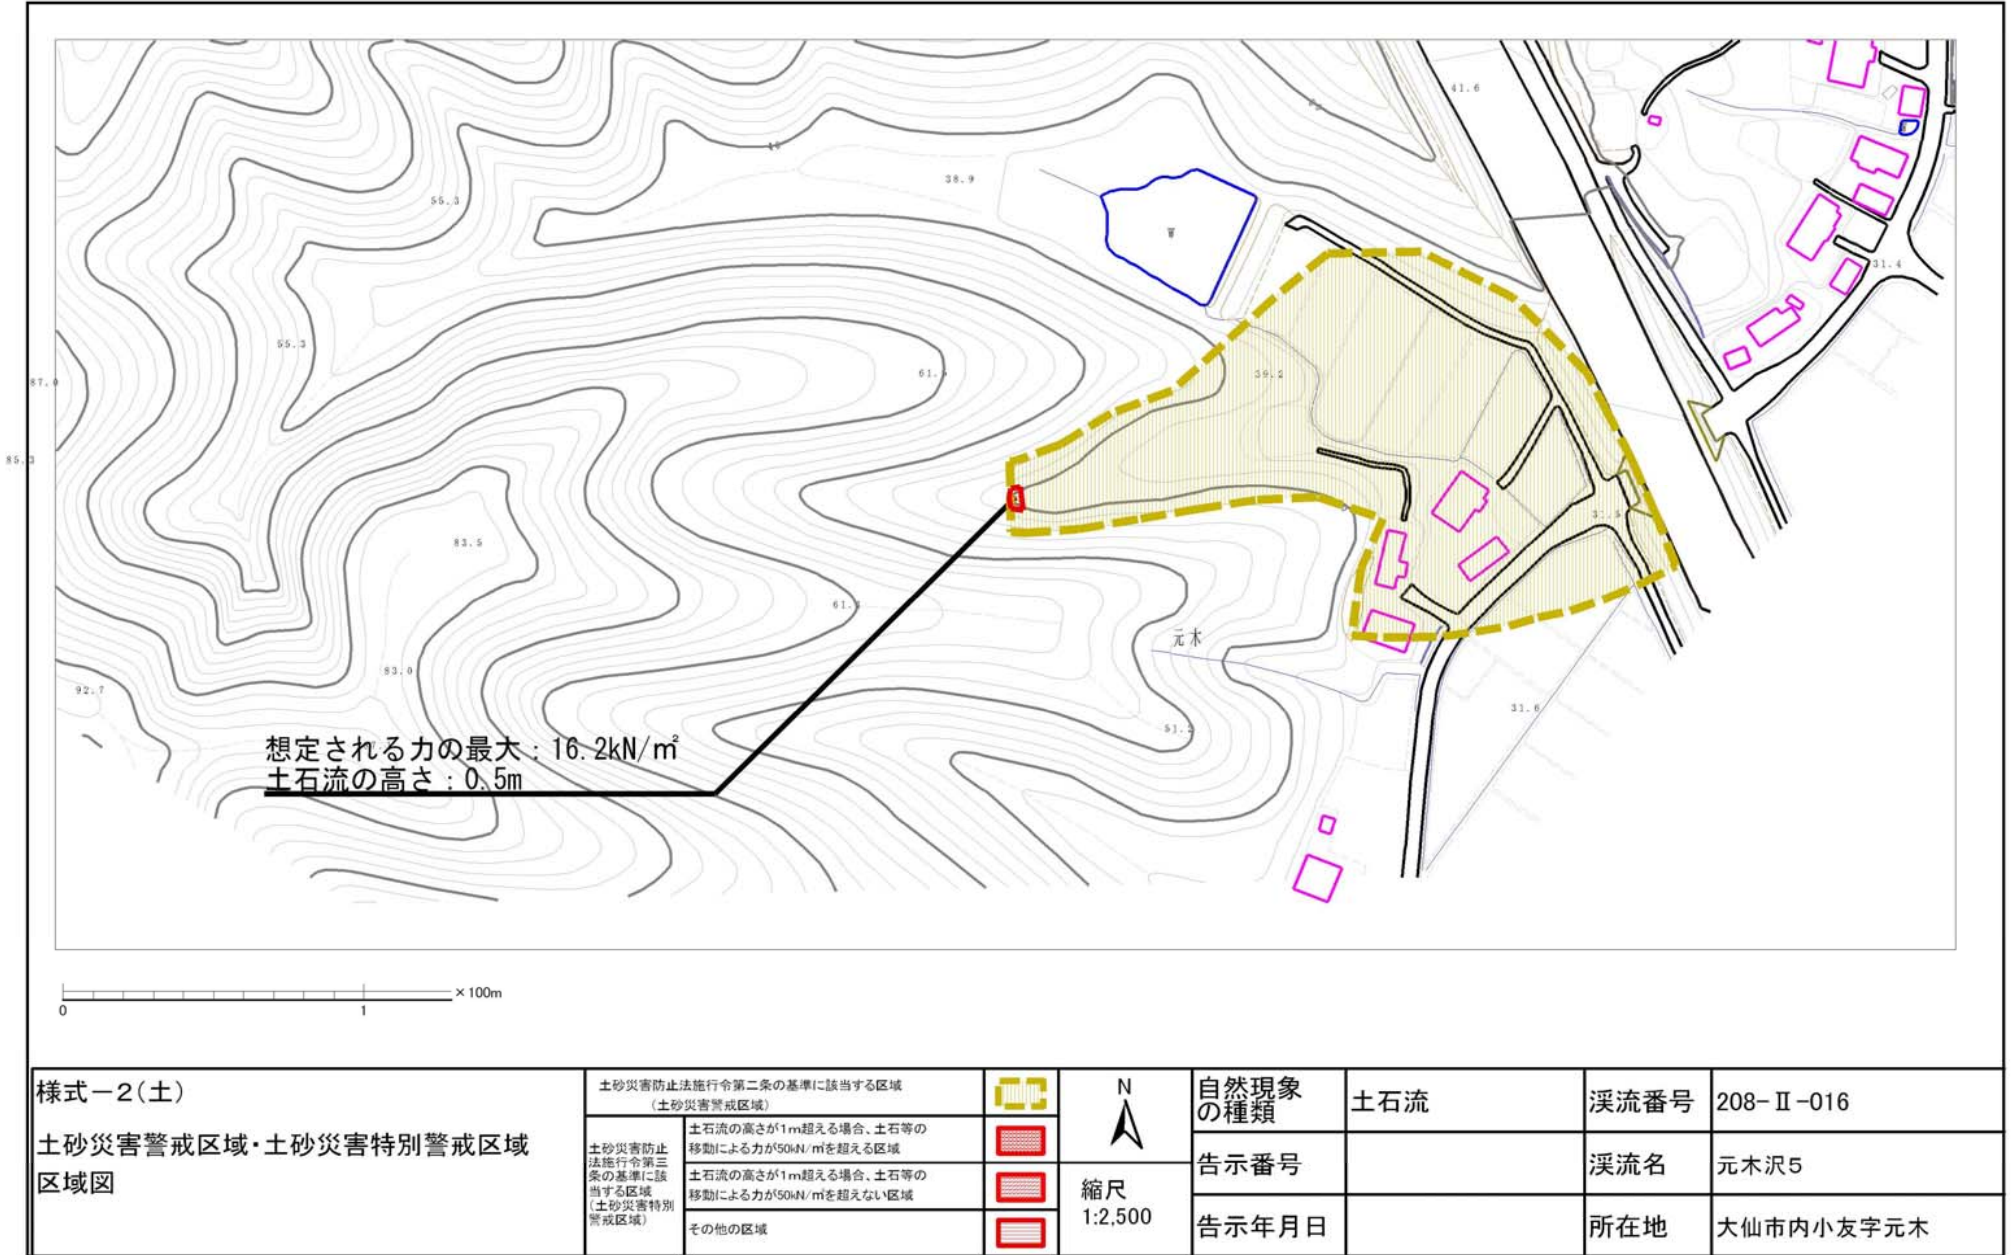 41.6
38.9
55.3
W
31.4
55.3
87.0
61.
39.2
85.3
31.5
83.5
61.
元木
83.0
92.7
31.6
51.
想定される力の最大：16.2kN/㎡
土石流の高さ：0.5m
×100m
0 1
様式－2（土）
土砂災害警戒区域・土砂災害特別警戒区域
区域図
土砂災害防止法施行令第二条の基準に該当する区域
（土砂災害警戒区域）
土砂災害防止
法施行令第三
条の基準に該
当する区域
（土砂災害特別
警戒区域）
土石流の高さが1m超える場合、土石等の
移動による力が50kN/㎡を超える区域
土石流の高さが1m超える場合、土石等の
移動による力が50kN/㎡を超えない区域
その他の区域
N
縮尺
1:2,500
自然現象
の種類
土石流
渓流番号
208-Ⅱ-016
告示番号
渓流名
元木沢5
告示年月日
所在地
大仙市内小友字元木